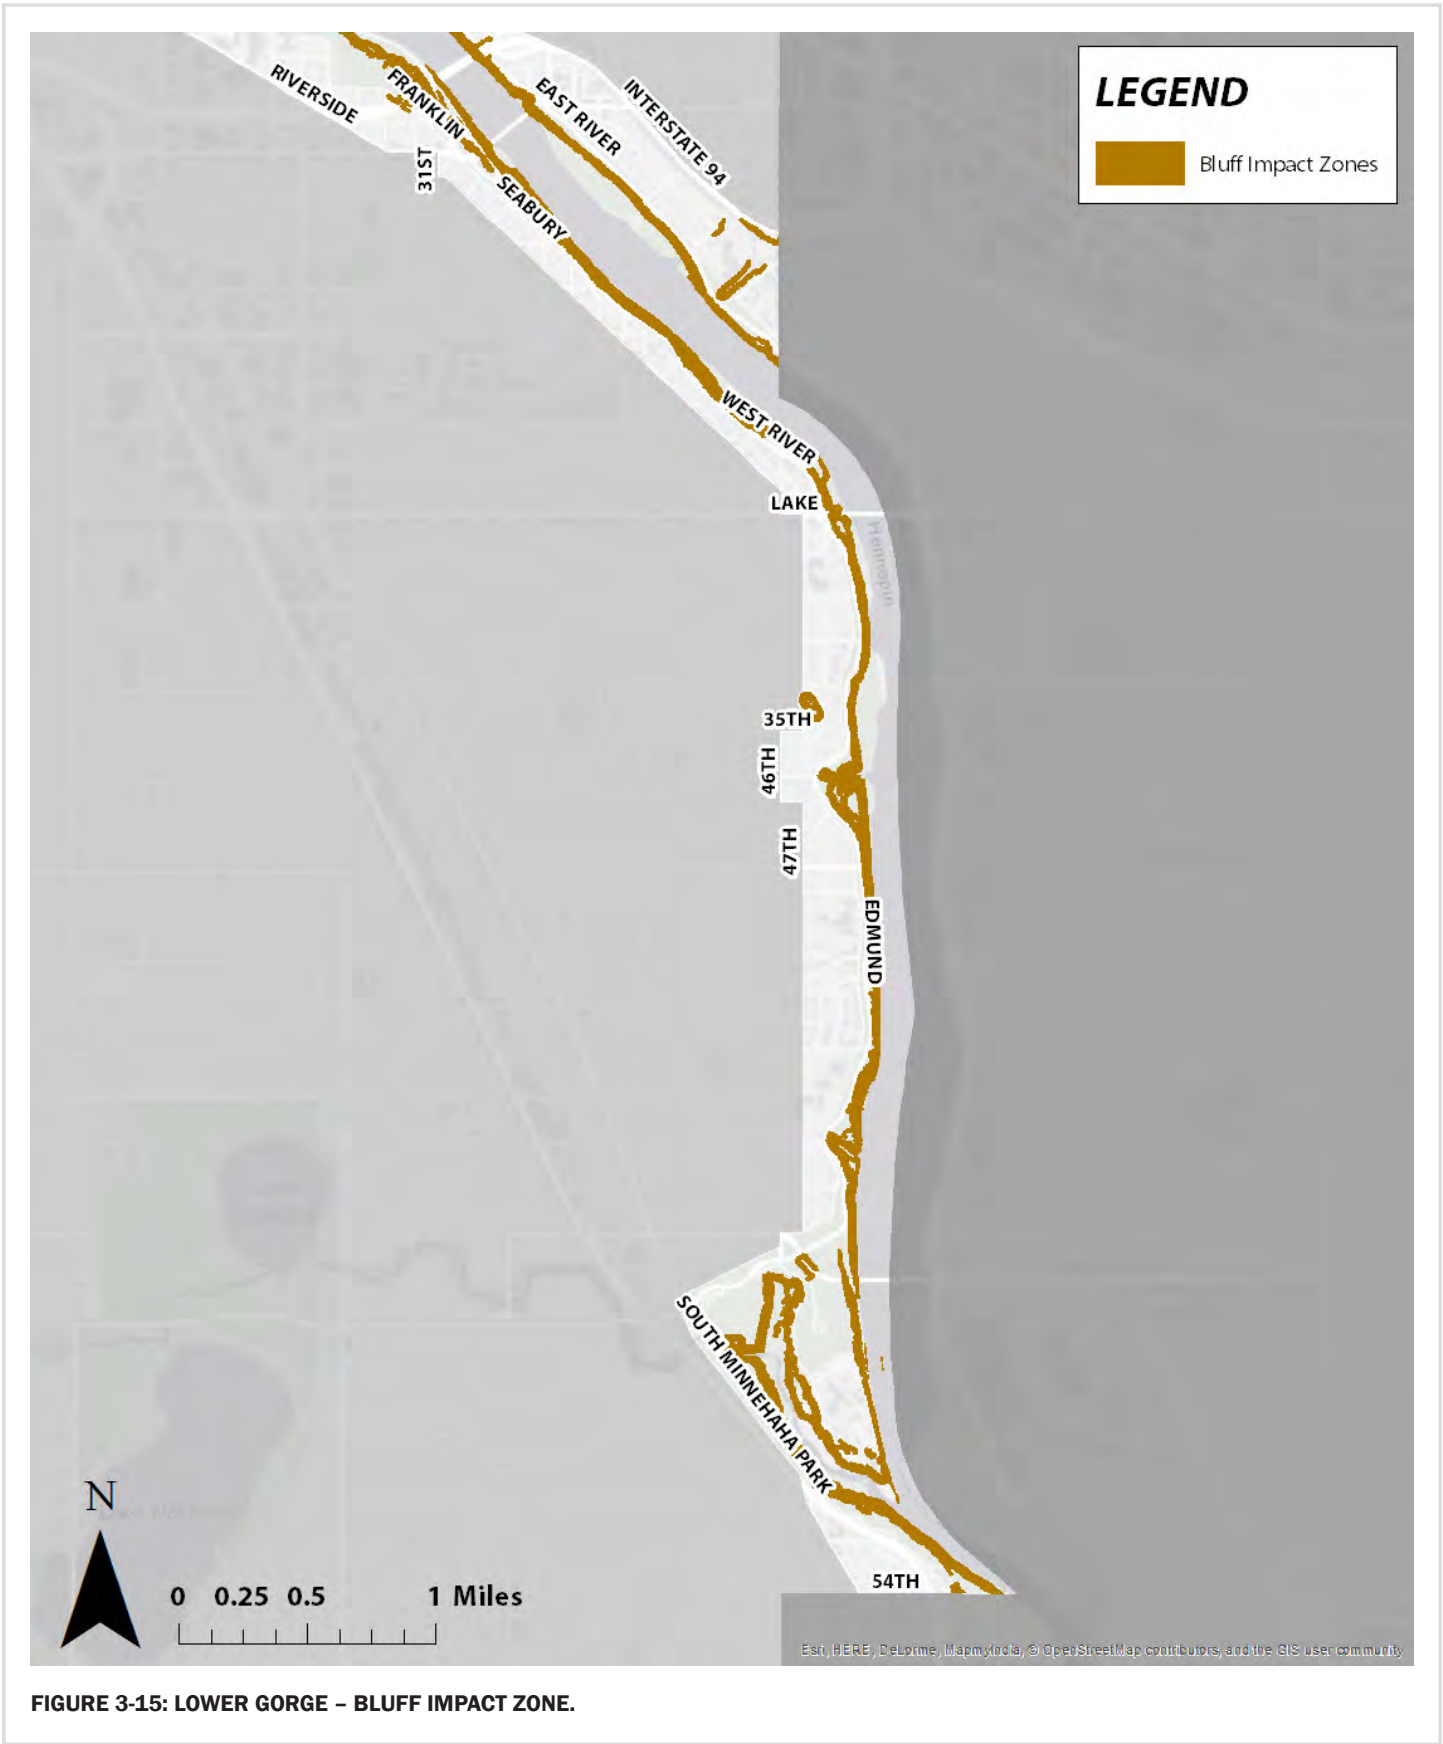 RIVERSIDE
FRANKLIN
EAST RIVER
INTERSTATE 94
LEGEND
Bluff Impact Zones
31ST
SEABURY
WEST RIVER
LAKE
Hennepin
35TH
46TH
47TH
EDMUND
SOUTH MINNEHAHA PARK
N
0 0.25 0.5 1 Miles
54TH
Esri, HERE, DeLorme, MapmyIndia, © OpenStreetMap contributors, and the GIS user community
FIGURE 3-15: LOWER GORGE – BLUFF IMPACT ZONE.